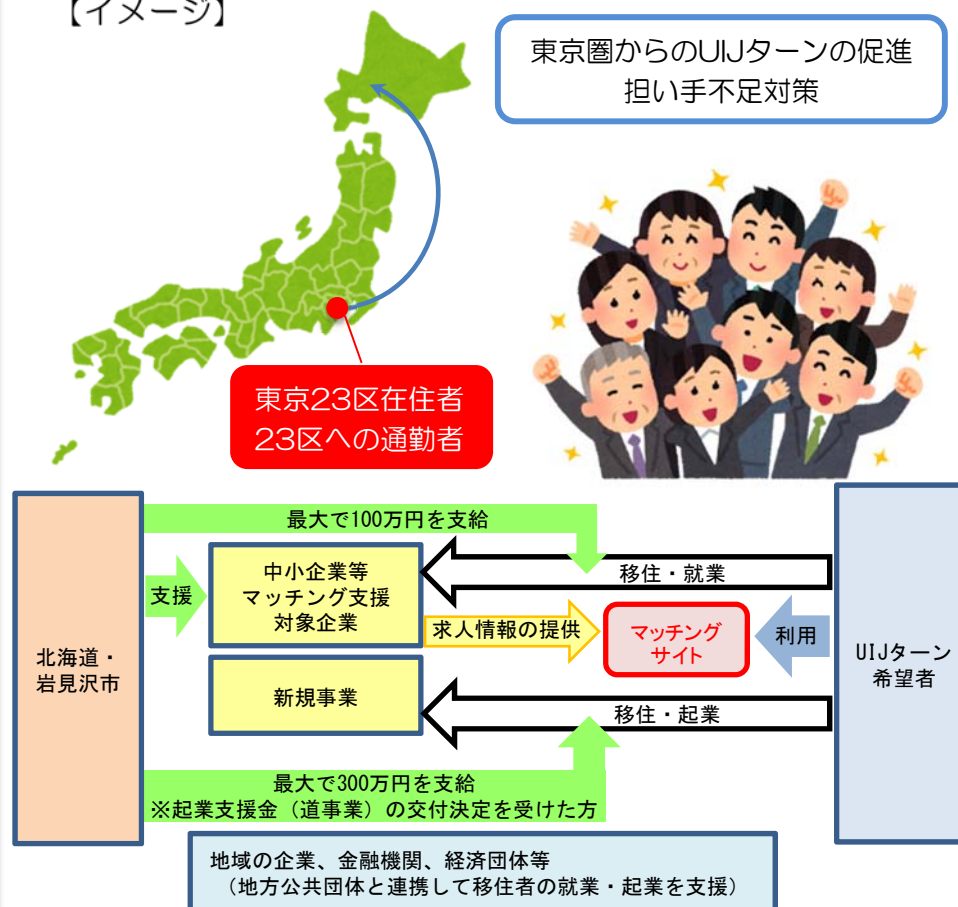 【イメージ】
東京圏からのUIJターンの促進
担い手不足対策
東京23区在住者
23区への通勤者
最大で100万円を支給
中小企業等
マッチング支援
対象企業
移住・就業
支援
求人情報の提供
マッチング
サイト
利用
北海道・
岩見沢市
UIJターン
希望者
新規事業
移住・起業
最大で300万円を支給
※起業支援金（道事業）の交付決定を受けた方
地域の企業、金融機関、経済団体等
（地方公共団体と連携して移住者の就業・起業を支援）